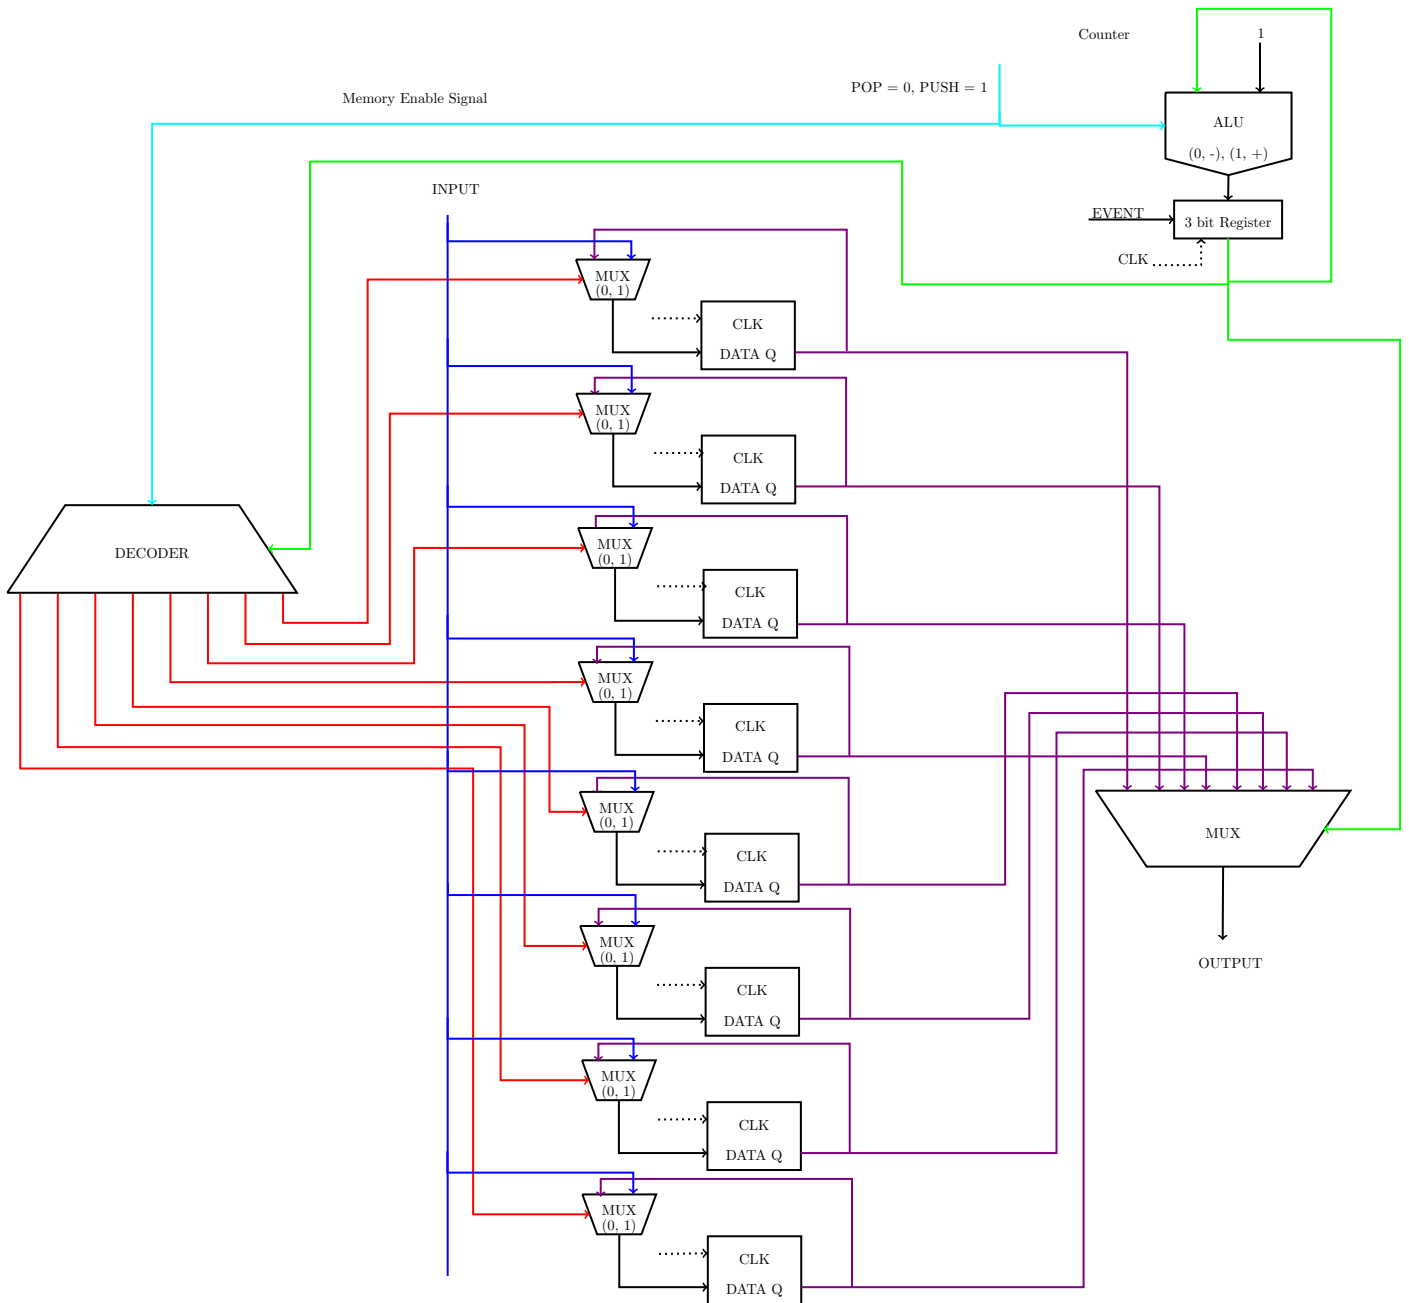 Counter
1
POP = 0, PUSH = 1
Memory Enable Signal
ALU
(0, -), (1, +)
INPUT
EVENT
3 bit Register
CLK
MUX
(0, 1)
CLK
DATA Q
MUX
(0, 1)
CLK
DATA Q
DECODER
MUX
(0, 1)
CLK
DATA Q
MUX
(0, 1)
CLK
DATA Q
MUX
(0, 1)
CLK
DATA Q
MUX
MUX
(0, 1)
CLK
DATA Q
OUTPUT
MUX
(0, 1)
CLK
DATA Q
MUX
(0, 1)
CLK
DATA Q